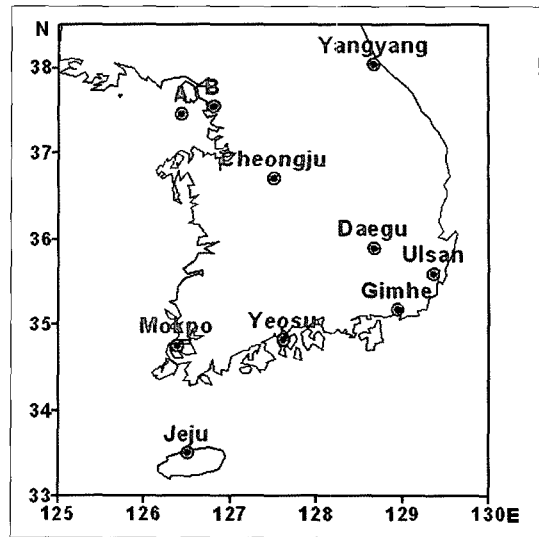 N
Yangyang
38
A B
37
Cheongju
36
Daegu
Ulsan
Gimhe
35
Mokpo
Yeosu
34
Jeju
33
125 126 127 128 129 130E